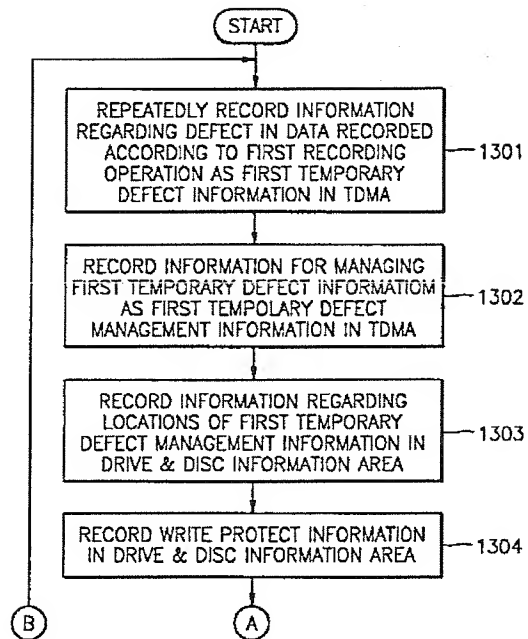 START
REPEATEDLY RECORD INFORMATION
REGARDING DEFECT IN DATA RECORDED
ACCORDING TO FIRST RECORDING
OPERATION AS FIRST TEMPORARY
DEFECT INFORMATION IN TDMA
1301
RECORD INFORMATION FOR MANAGING
FIRST TEMPORARY DEFECT INFORMATIOM
AS FIRST TEMPOLARY DEFECT
MANAGEMENT INFORMATION IN TDMA
1302
RECORD INFORMATION REGARDING
LOCATIONS OF FIRST TEMPORARY
DEFECT MANAGEMENT INFORMATION IN
DRIVE & DISC INFORMATION AREA
1303
RECORD WRITE PROTECT INFORMATION
IN DRIVE & DISC INFORMATION AREA
1304
B
A